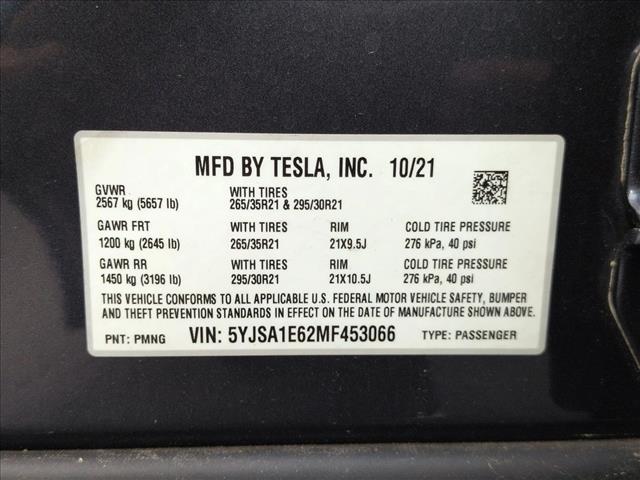 MFD BY TESLA, INC. 10/21
GVWR WITH TIRES
2567 kg (5657 lb) 265/35R21 & 295/30R21
GAWR FRT WITH TIRES RIM COLD TIRE PRESSURE
1200 kg (2645 lb) 265/35R21 21X9.5J 276 kPa, 40 psi
GAWR RR WITH TIRES RIM COLD TIRE PRESSURE
1450 kg (3196 lb) 295/30R21 21X10.5J 276 kPa, 40 psi
THIS VEHICLE CONFORMS TO ALL APPLICABLE U.S. FEDERAL MOTOR VEHICLE SAFETY, BUMPER
AND THEFT PREVENTION STANDARDS IN EFFECT ON THE DATE OF MANUFACTURE SHOWN ABOVE.
PNT: PMNG VIN: 5YJSA1E62MF453066 TYPE: PASSENGER